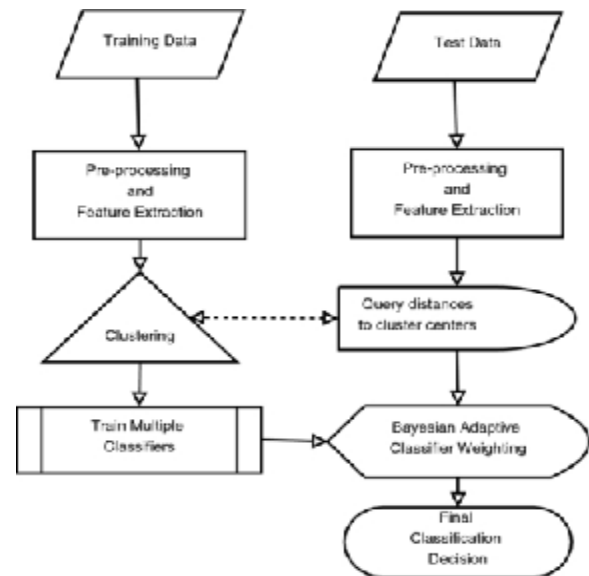 Training Data
Test Data
Pre-processing
and
Feature Extraction
Pre-processing
and
Feature Extraction
Clustering
Query distances
to cluster centers
Train Multiple
Classifiers
Bayesian Adaptive
Classifier Weighting
Final
Classification
Decision